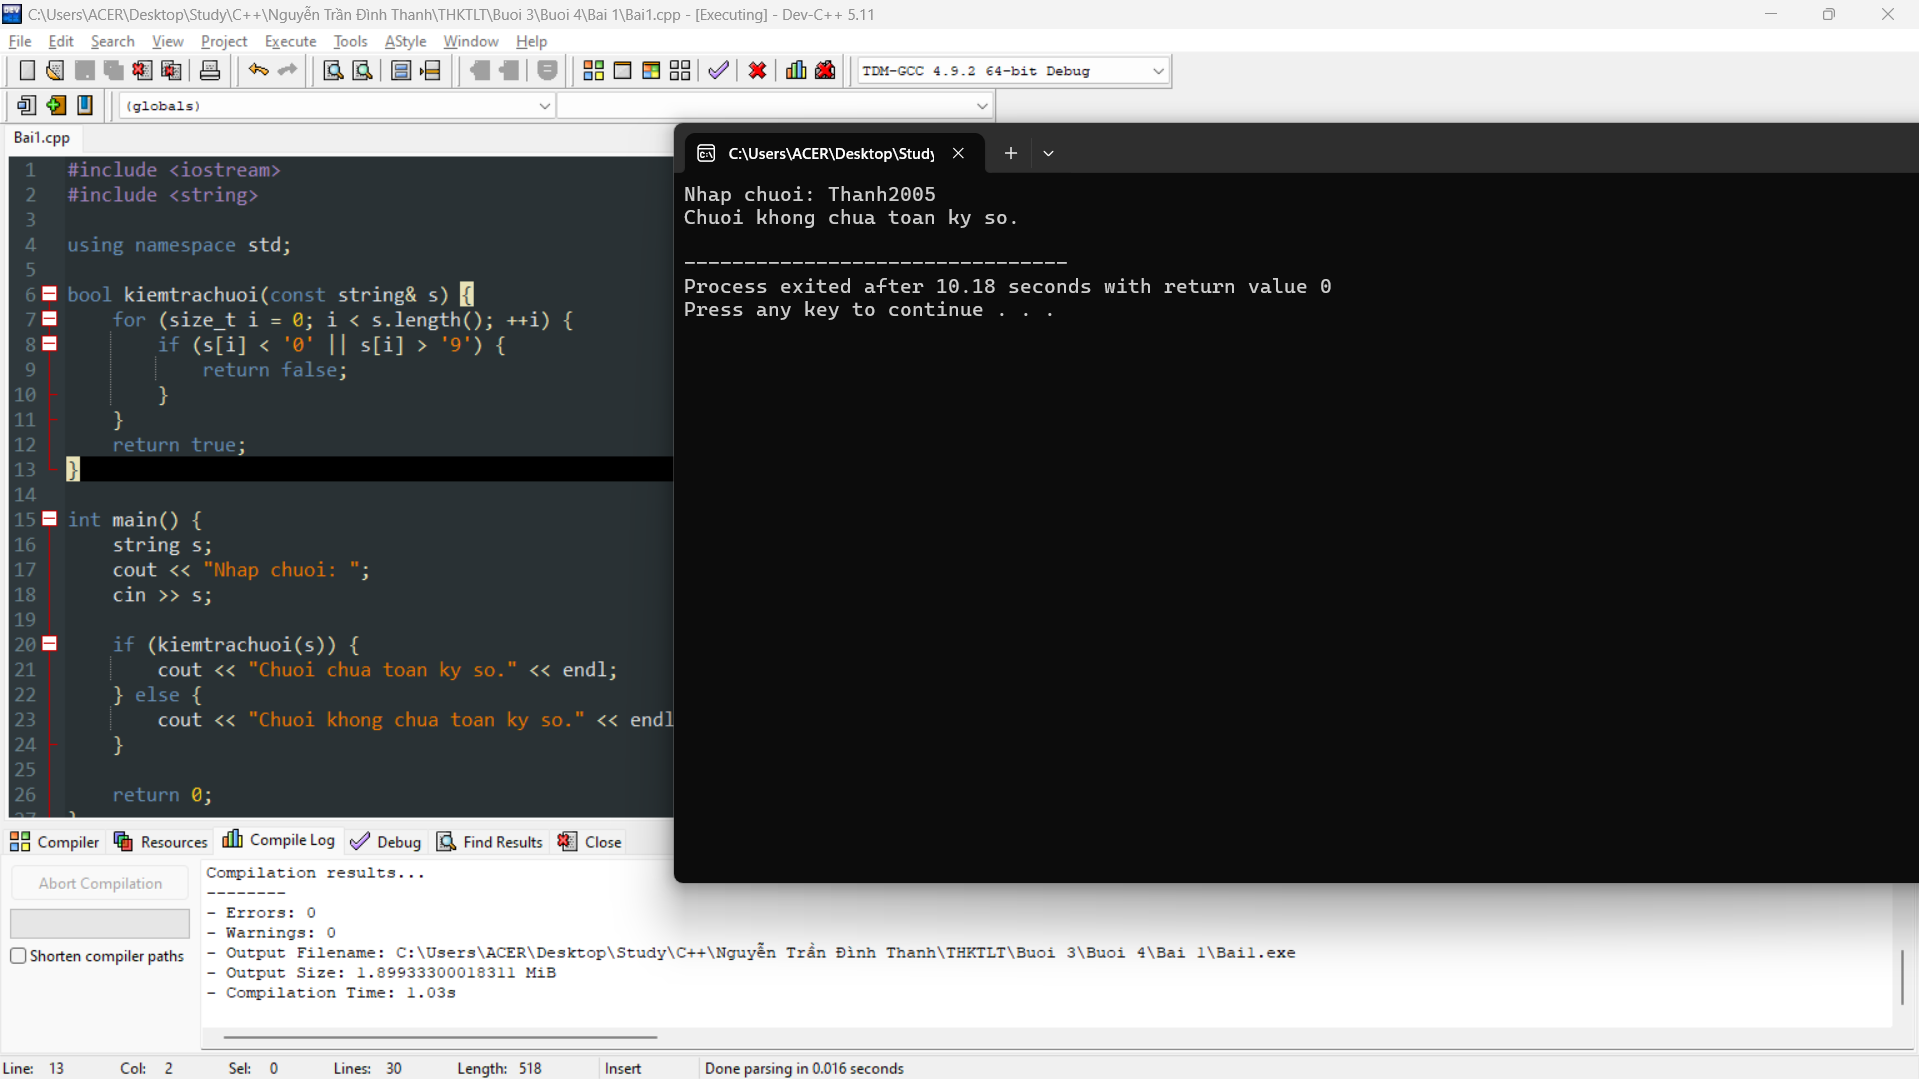 C:\Users\ACER\Desktop\Study\C++\Nguyễn Trần Đình Thanh\THKTLT\Buoi 3\Buoi 4\Bai 1\Bai1.cpp - [Executing] - Dev-C++ 5.11
File Edit Search View Project Execute Tools AStyle Window Help
TDM-GCC 4.9.2 64-bit Debug
(globals)
Bai1.cpp
1 #include <iostream>
2 #include <string>
3
4 using namespace std;
5
6 bool kiemtrachuoi(const string& s) {
7 for (size_t i = 0; i < s.length(); ++i) {
8 if (s[i] < '0' || s[i] > '9') {
9 return false;
10 }
11 }
12 return true;
13 }
14
15 int main() {
16 string s;
17 cout << "Nhap chuoi: ";
18 cin >> s;
19
20 if (kiemtrachuoi(s)) {
21 cout << "Chuoi chua toan ky so." << endl;
22 } else {
23 cout << "Chuoi khong chua toan ky so." << endl
24 }
25
26 return 0;
C:\Users\ACER\Desktop\Study
Nhap chuoi: Thanh2005
Chuoi khong chua toan ky so.
--------------------------------
Process exited after 10.18 seconds with return value 0
Press any key to continue . . .
Compiler Resources Compile Log Debug Find Results Close
Abort Compilation
Shorten compiler paths
Compilation results...
--------
- Errors: 0
- Warnings: 0
- Output Filename: C:\Users\ACER\Desktop\Study\C++\Nguyễn Trần Đình Thanh\THKTLT\Buoi 3\Buoi 4\Bai 1\Bai1.exe
- Output Size: 1.89933300018311 MiB
- Compilation Time: 1.03s
Line: 13 Col: 2 Sel: 0 Lines: 30 Length: 518 Insert Done parsing in 0.016 seconds